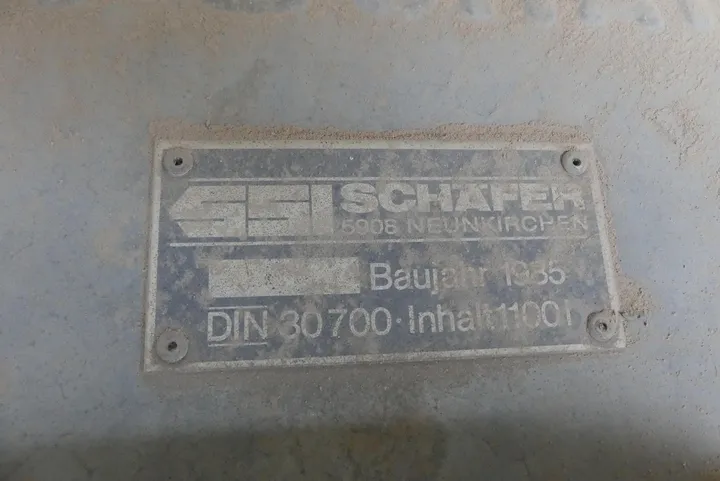 SSI SCHÄFER
5908 NEUNKIRCHEN
Baujahr 1985
DIN 30700·Inhalt 1100 l